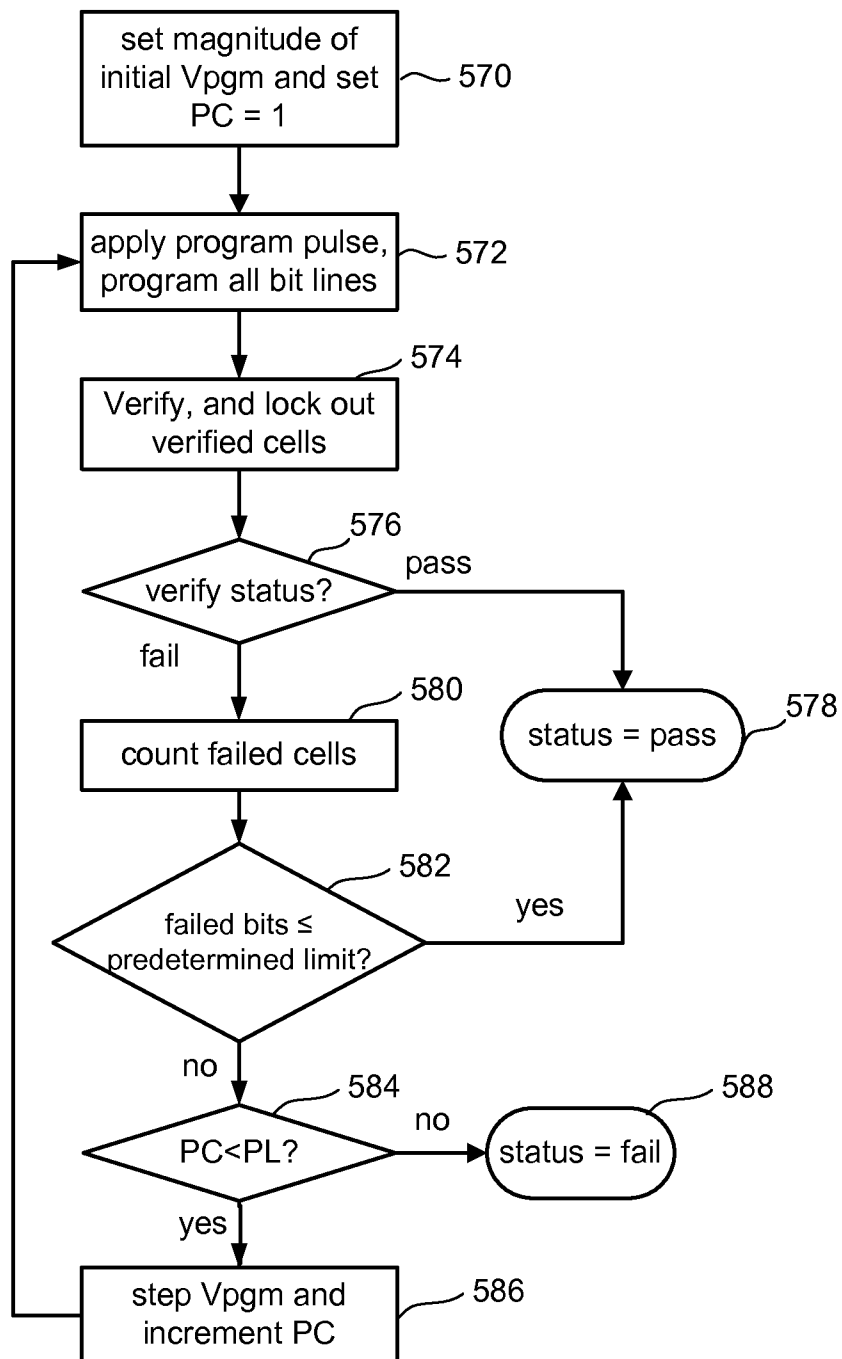 set magnitude of
initial Vpgm and set
PC = 1
570
apply program pulse,
program all bit lines
572
574
Verify, and lock out
verified cells
576
verify status?
pass
fail
580
count failed cells
status = pass
578
582
failed bits ≤
predetermined limit?
yes
no
584
PC<PL?
no
588
status = fail
yes
step Vpgm and
increment PC
586